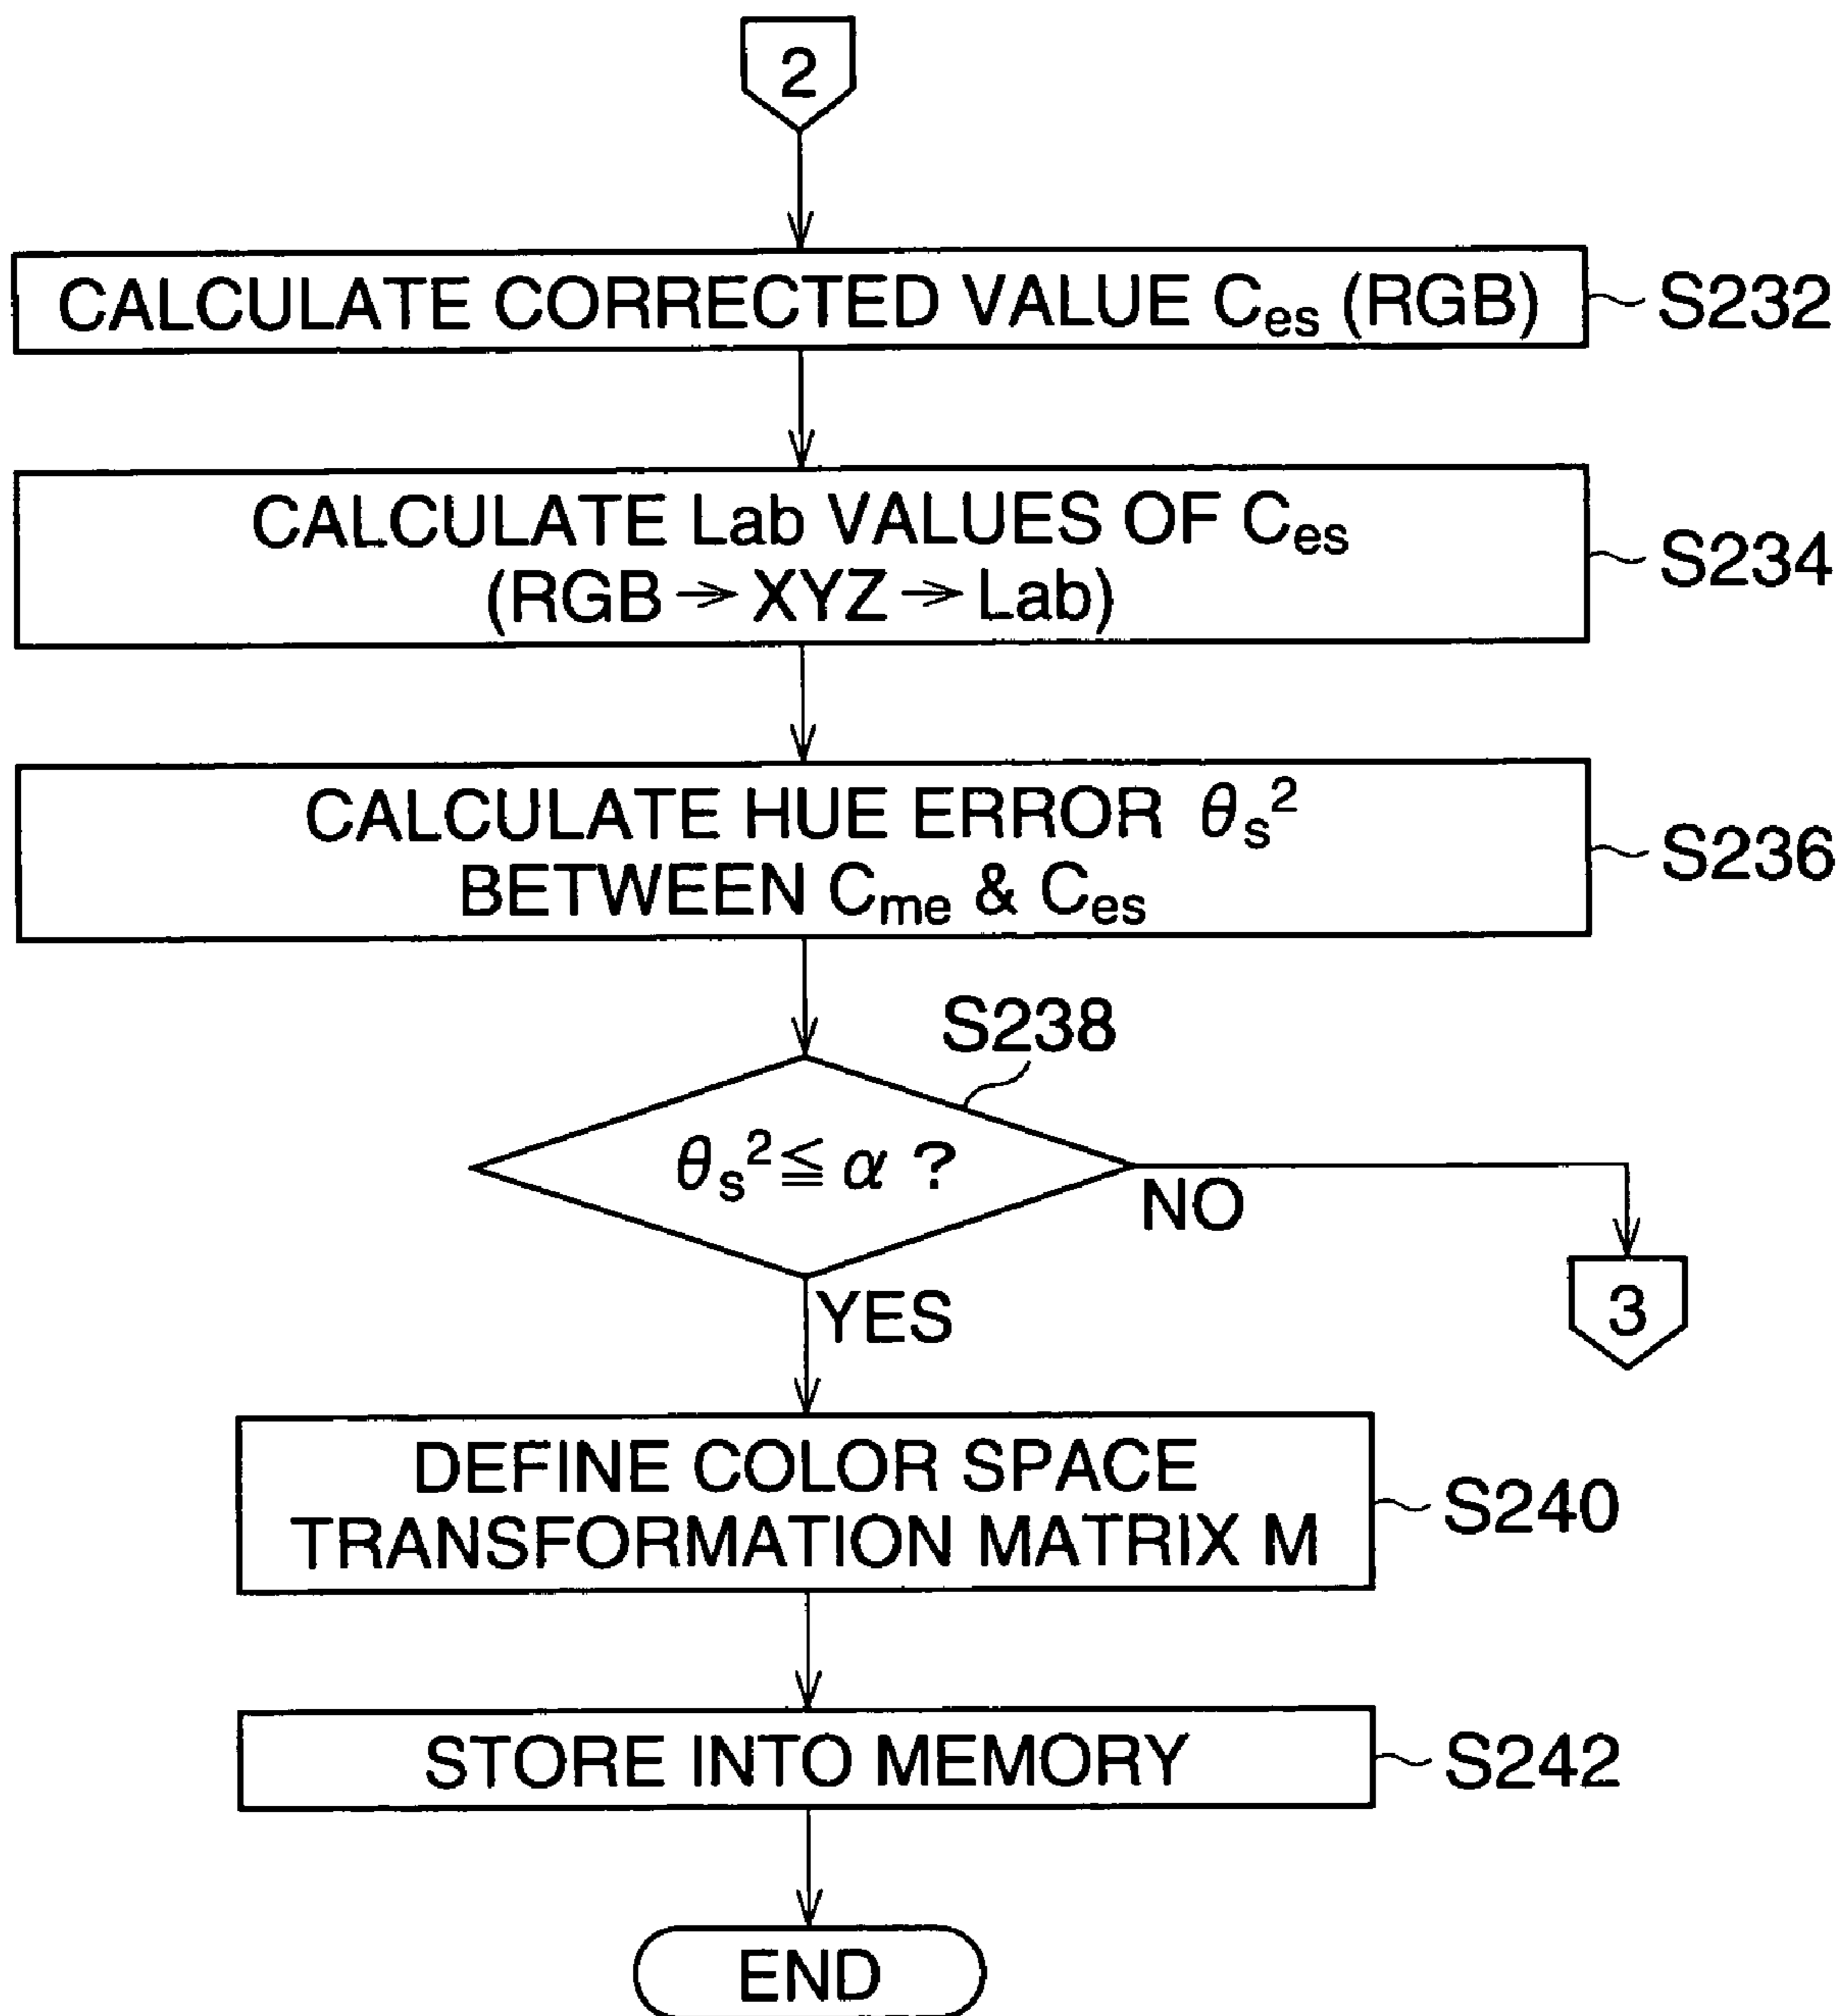 2
CALCULATE CORRECTED VALUE Ces (RGB)
S232
CALCULATE Lab VALUES OF Ces
(RGB → XYZ → Lab)
S234
CALCULATE HUE ERROR θs²
BETWEEN Cme & Ces
S236
S238
θs² ≦ α ?
NO
3
YES
DEFINE COLOR SPACE
TRANSFORMATION MATRIX M
S240
STORE INTO MEMORY
S242
END